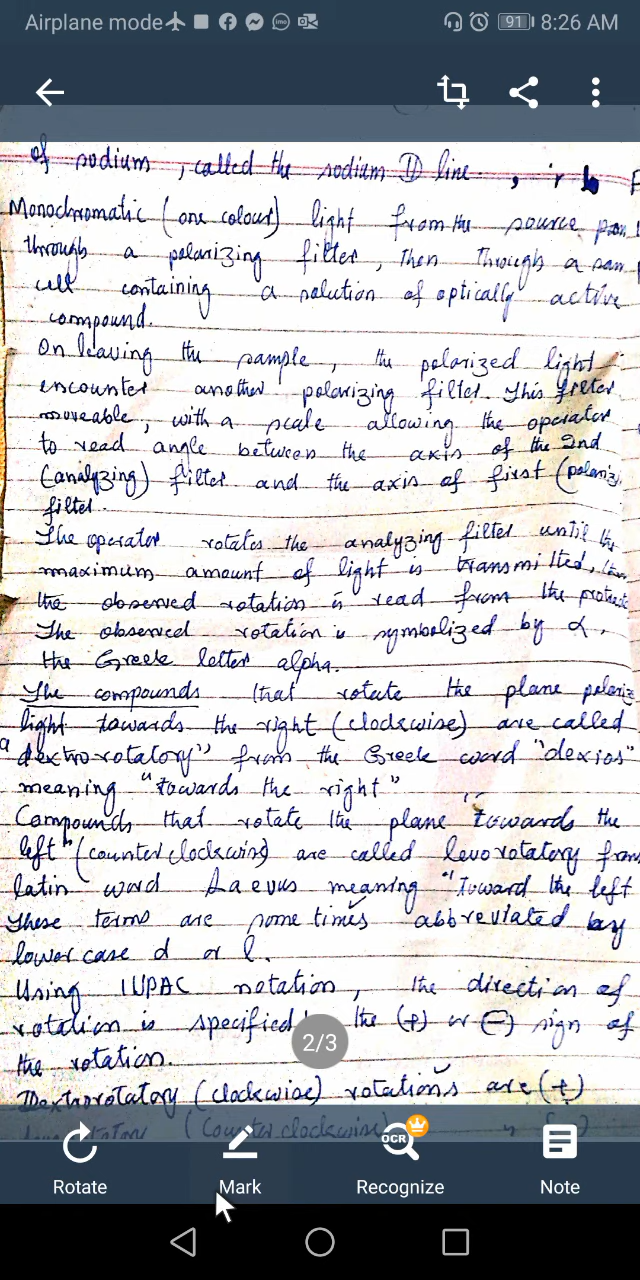 Airplane mode 91 8:26 AM
of sodium, called the sodium D line.,
Monochromatic (one colour) light from the source
through a polarizing filter, then through a
cell containing a solution of optically active
compound.
On leaving the sample, the polarized light
encounter another polarizing filter. This filter
moveable, with a scale allowing the operator
to read angle between the axis of the 2nd
(analyzing) filter and the axis of first
filter.
The operator rotates the analyzing filter until the
maximum amount of light is transmitted,
the observed rotation is read from the
The observed rotation is symbolized by α,
the Greek letter alpha.
The compounds that rotate the plane
light towards the right (clockwise) are called
dextrorotatory" from the Greek word "dexios"
meaning "towards the right"
Compounds that rotate the plane "towards the
left" (counterclockwise) are called levorotatory from
latin word Laevus meaning "Toward the left
These terms are sometimes abbreviated by
lowercase d or l.
Using IUPAC notation, the direction of
rotation is specified the (+) or (-) sign of
2/3
the rotation.
Dextrorotatory (clockwise) rotations are (+)
(Counterclockwise)
OCR
Rotate Mark Recognize Note